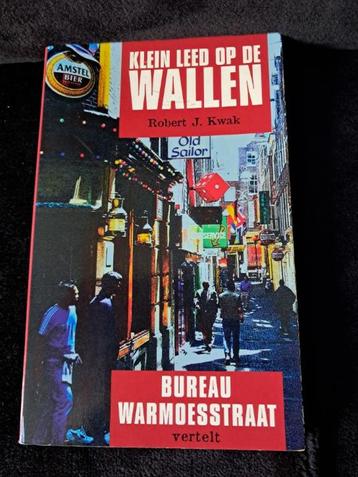 KLEIN LEED OP DE
WALLEN
Robert J. Kwak
AMSTEL
BIER
Old
Sailor
BUREAU
WARMOESSTRAAT
vertelt